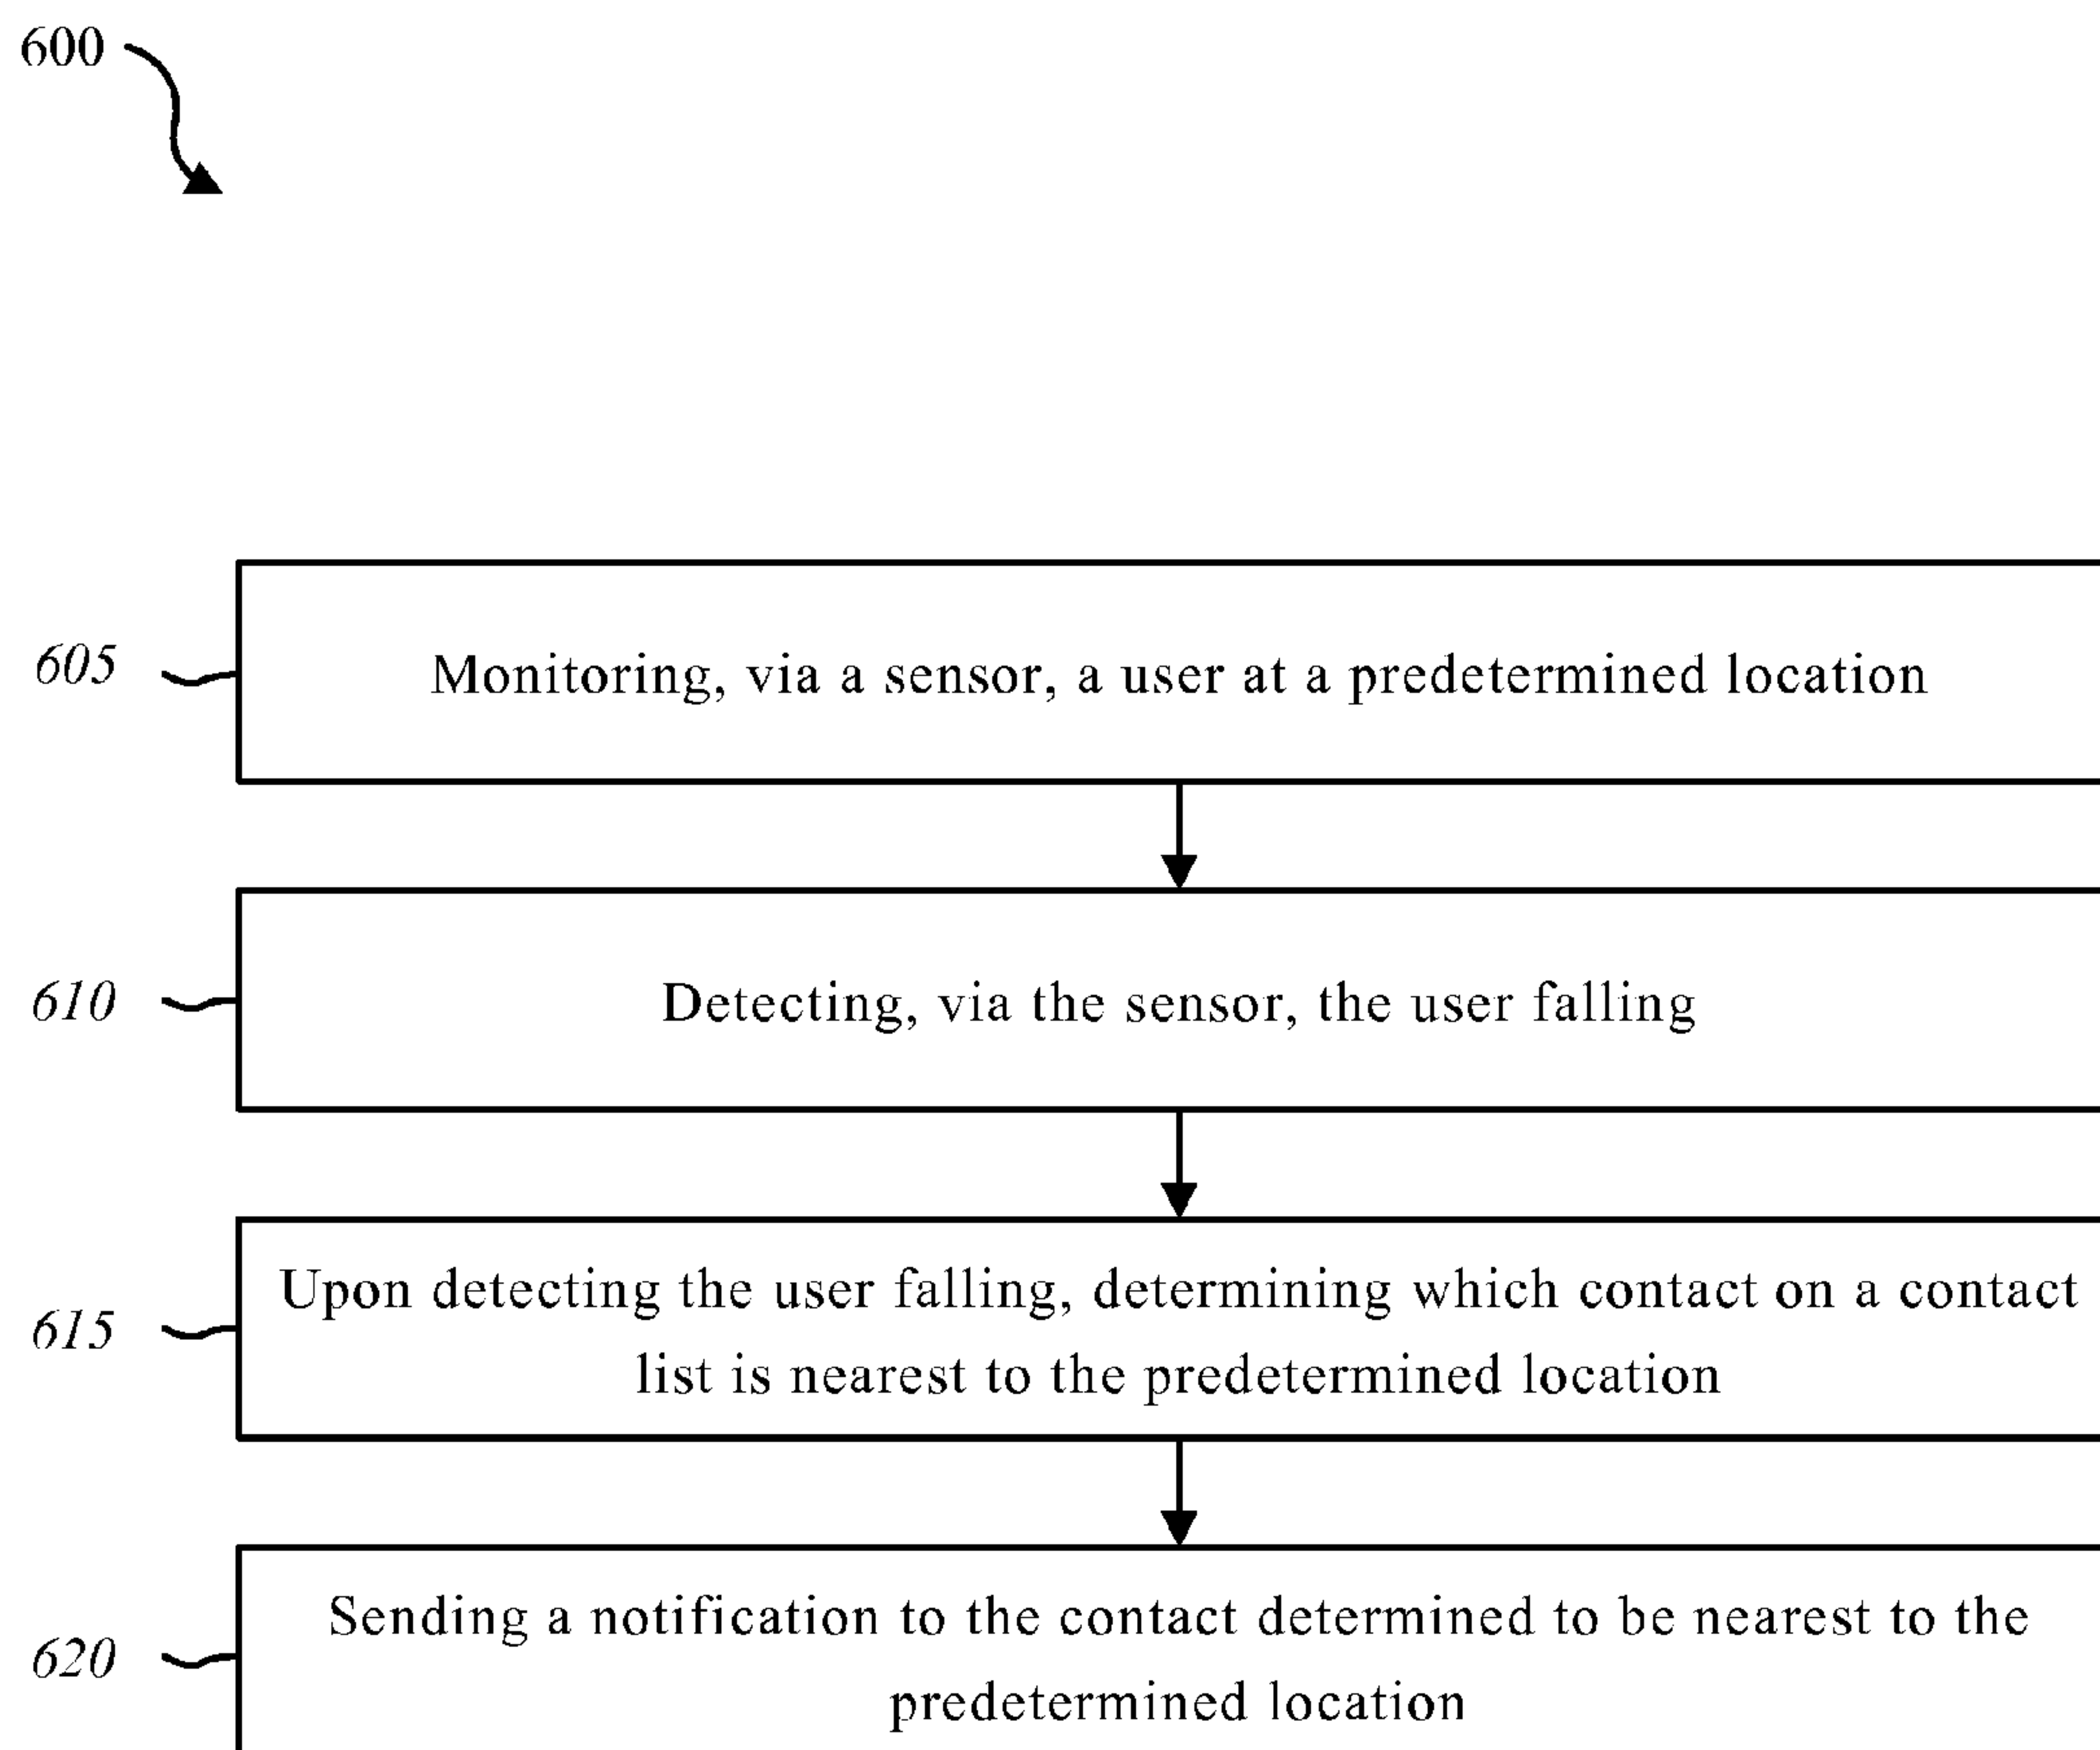 600
605
Monitoring, via a sensor, a user at a predetermined location
610
Detecting, via the sensor, the user falling
615
Upon detecting the user falling, determining which contact on a contact
list is nearest to the predetermined location
620
Sending a notification to the contact determined to be nearest to the
predetermined location